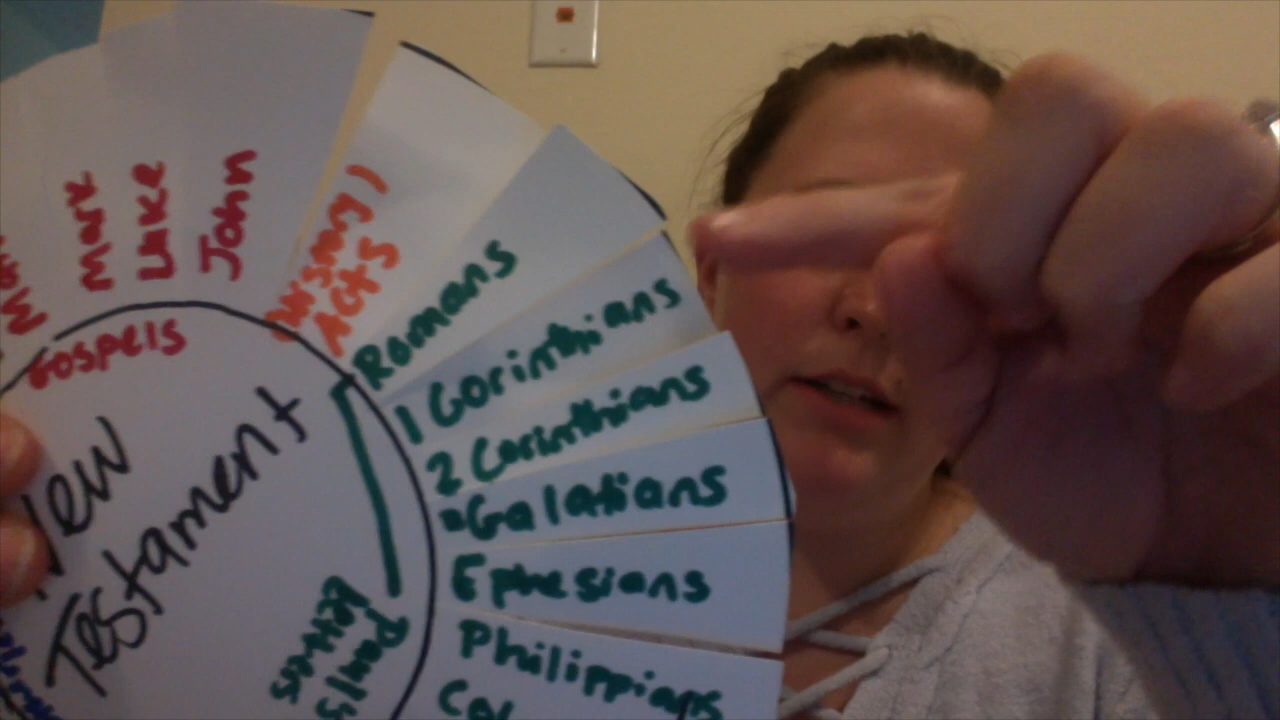 Mark
Luke
John
History/
Acts
Romans
1 Corinthians
2 Corinthians
Galatians
Ephesians
Philippians
Gospels
New
Testament
Paul's
Letters